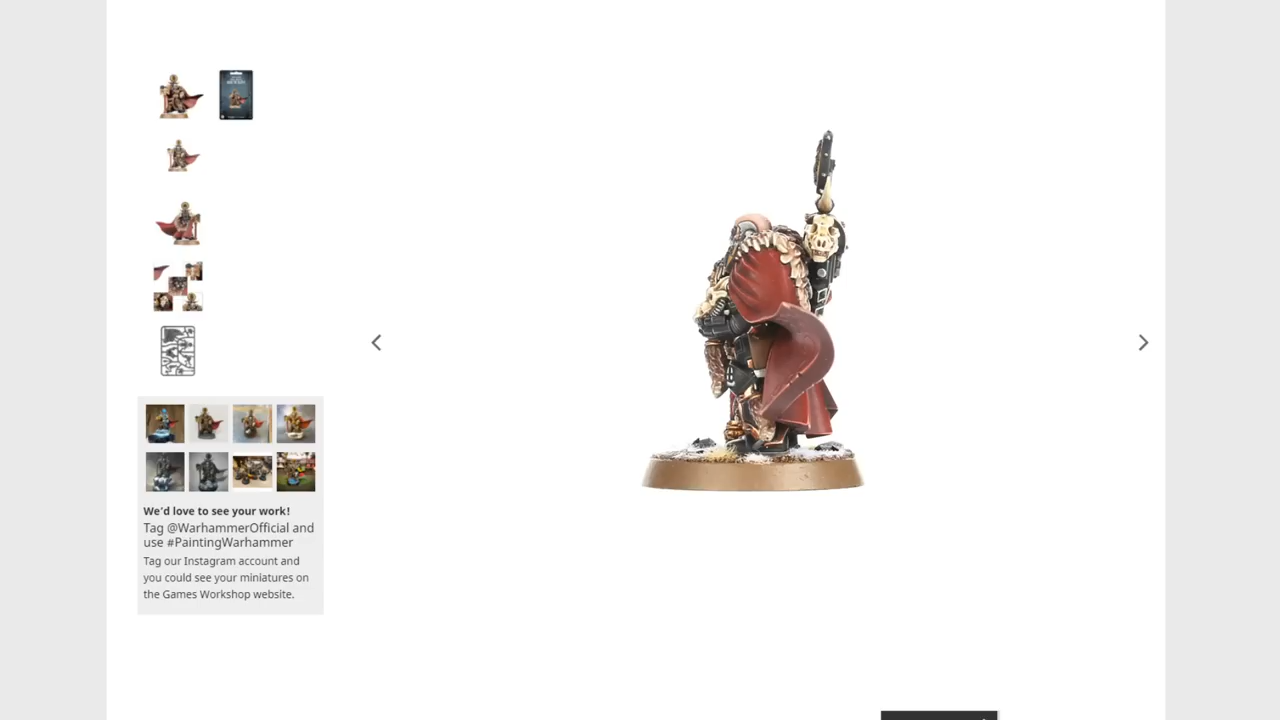 We'd love to see your work!
Tag @WarhammerOfficial and
use #PaintingWarhammer
Tag our Instagram account and
you could see your miniatures on
the Games Workshop website.